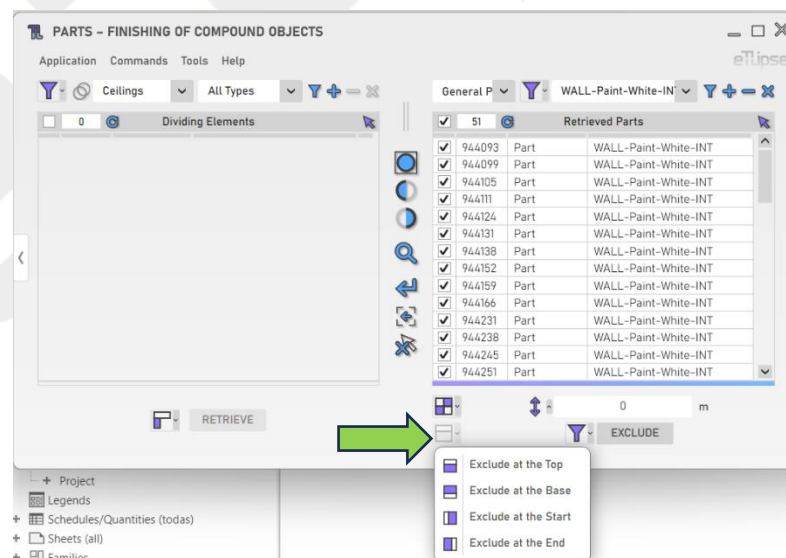 PARTS – FINISHING OF COMPOUND OBJECTS
eTLipse
Application Commands Tools Help
Ceilings All Types
General P WALL-Paint-White-IN
0 Dividing Elements
51 Retrieved Parts
944093 Part WALL-Paint-White-INT
944099 Part WALL-Paint-White-INT
944105 Part WALL-Paint-White-INT
944111 Part WALL-Paint-White-INT
944124 Part WALL-Paint-White-INT
944131 Part WALL-Paint-White-INT
944138 Part WALL-Paint-White-INT
944152 Part WALL-Paint-White-INT
944159 Part WALL-Paint-White-INT
944166 Part WALL-Paint-White-INT
944231 Part WALL-Paint-White-INT
944238 Part WALL-Paint-White-INT
944245 Part WALL-Paint-White-INT
944251 Part WALL-Paint-White-INT
0 m
RETRIEVE
EXCLUDE
Exclude at the Top
Exclude at the Base
Exclude at the Start
Exclude at the End
Project
Legends
Schedules/Quantities (todas)
Sheets (all)
Families